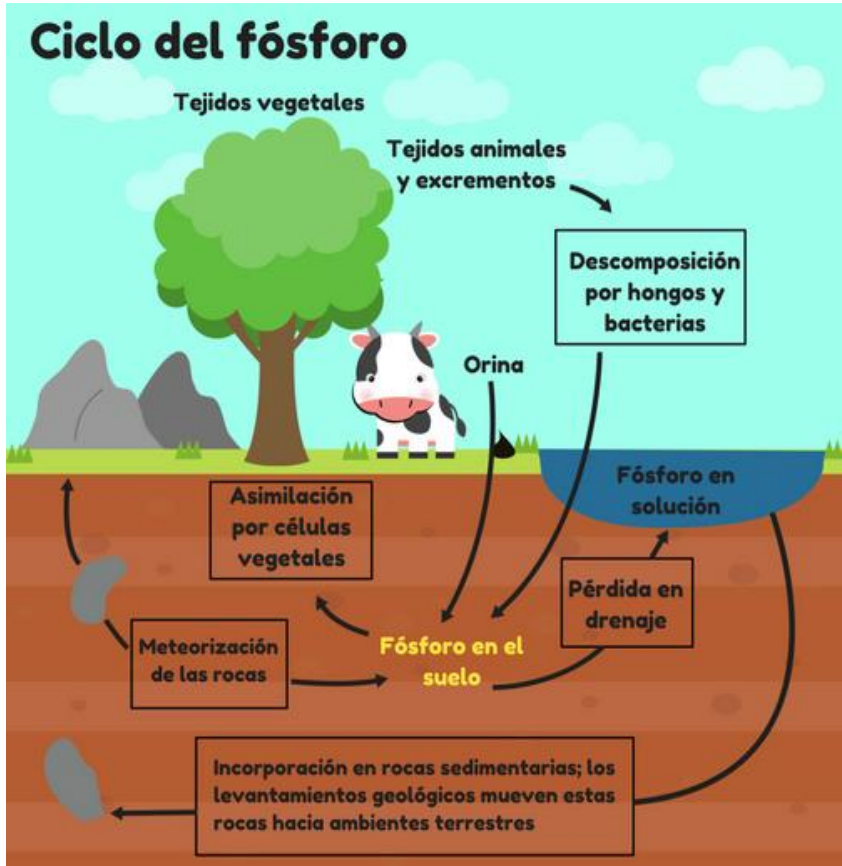 Ciclo del fósforo
Tejidos vegetales
Tejidos animales
y excrementos
Descomposición
por hongos y
bacterias
Orina
Fósforo en
solución
Asimilación
por células
vegetales
Pérdida en
drenaje
Meteorización
de las rocas
Fósforo en el
suelo
Incorporación en rocas sedimentarias; los
levantamientos geológicos mueven estas
rocas hacia ambientes terrestres